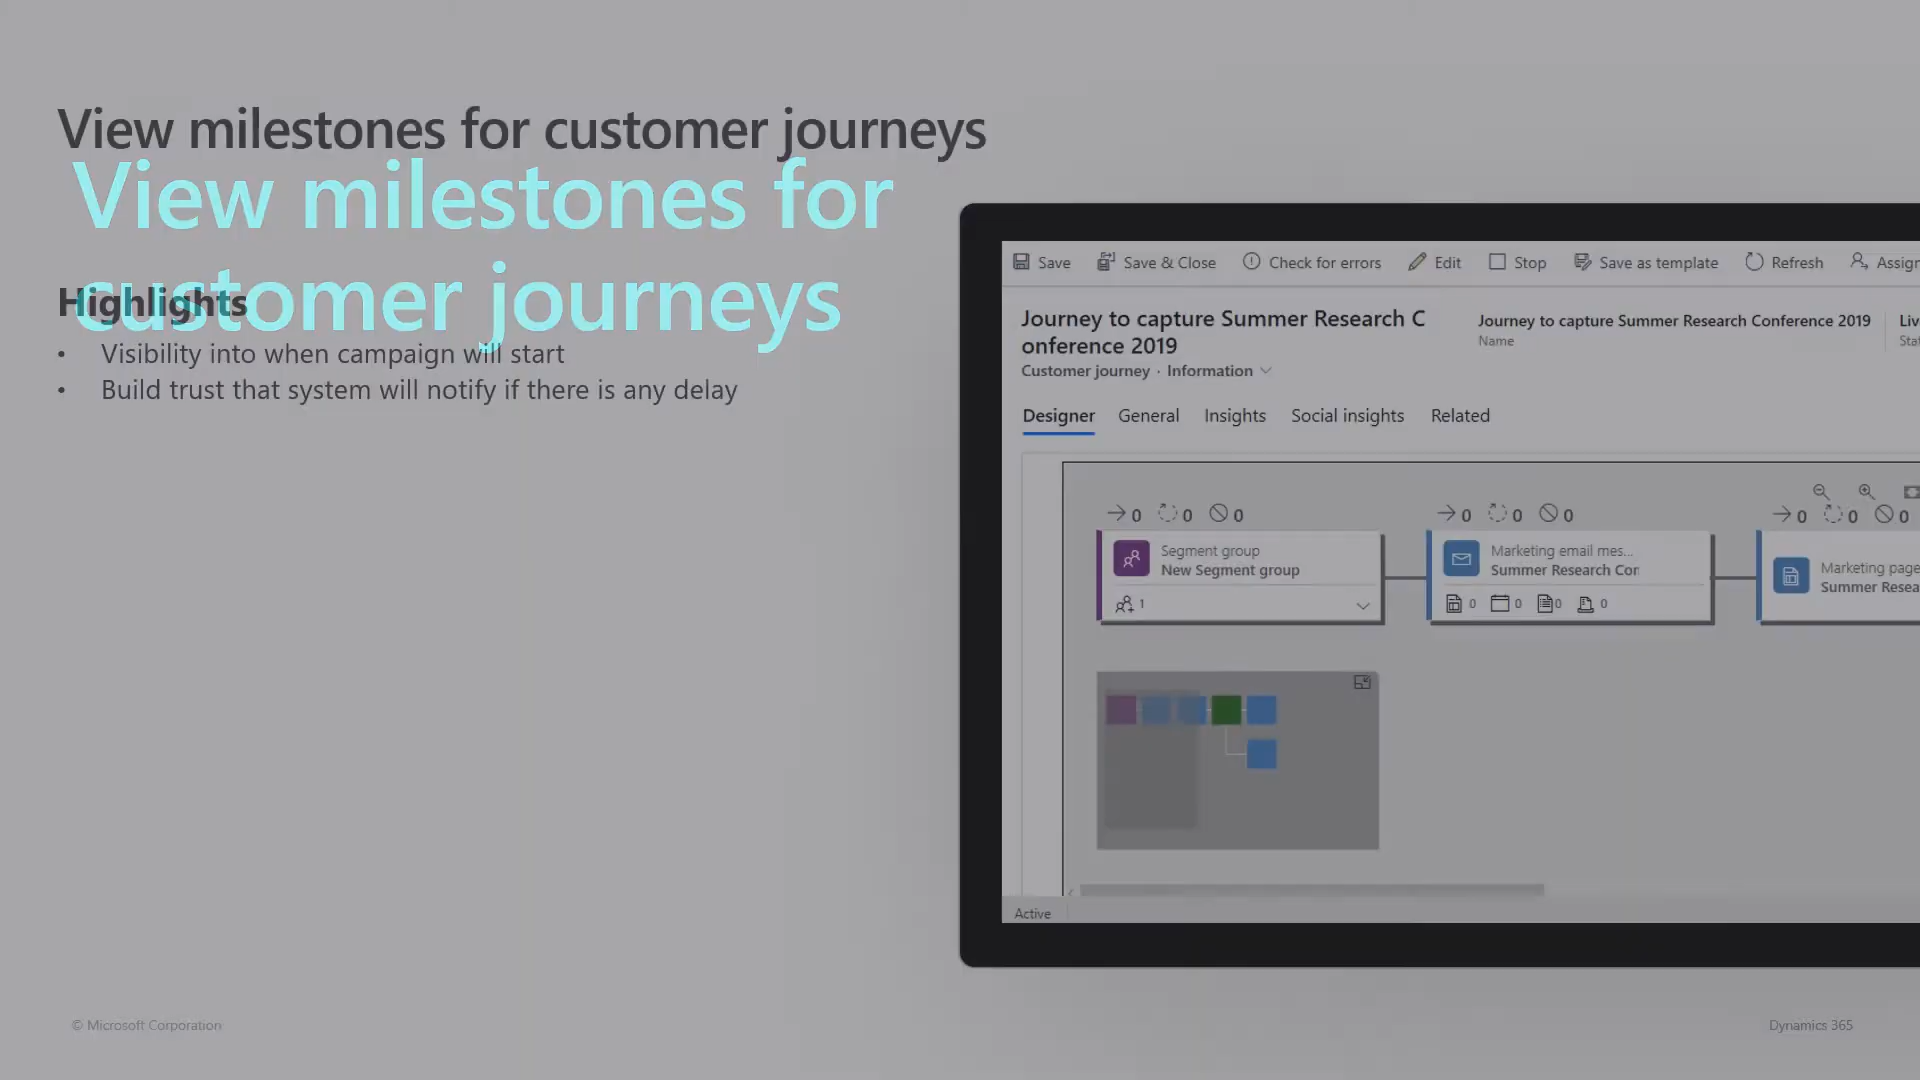 View milestones for customer journeys
View milestones for
customer journeys
Highlights
• Visibility into when campaign will start
• Build trust that system will notify if there is any delay
Save Save & Close Check for errors Edit Stop Save as template Refresh Assign
Journey to capture Summer Research C
onference 2019
Customer journey · Information
Journey to capture Summer Research Conference 2019
Name
Designer General Insights Social insights Related
0 0 0
Segment group
New Segment group
1
0 0 0
Marketing email mes...
Summer Research Cor
0 0 0 0
0 0 0
Marketing page
Active
© Microsoft Corporation
Dynamics 365